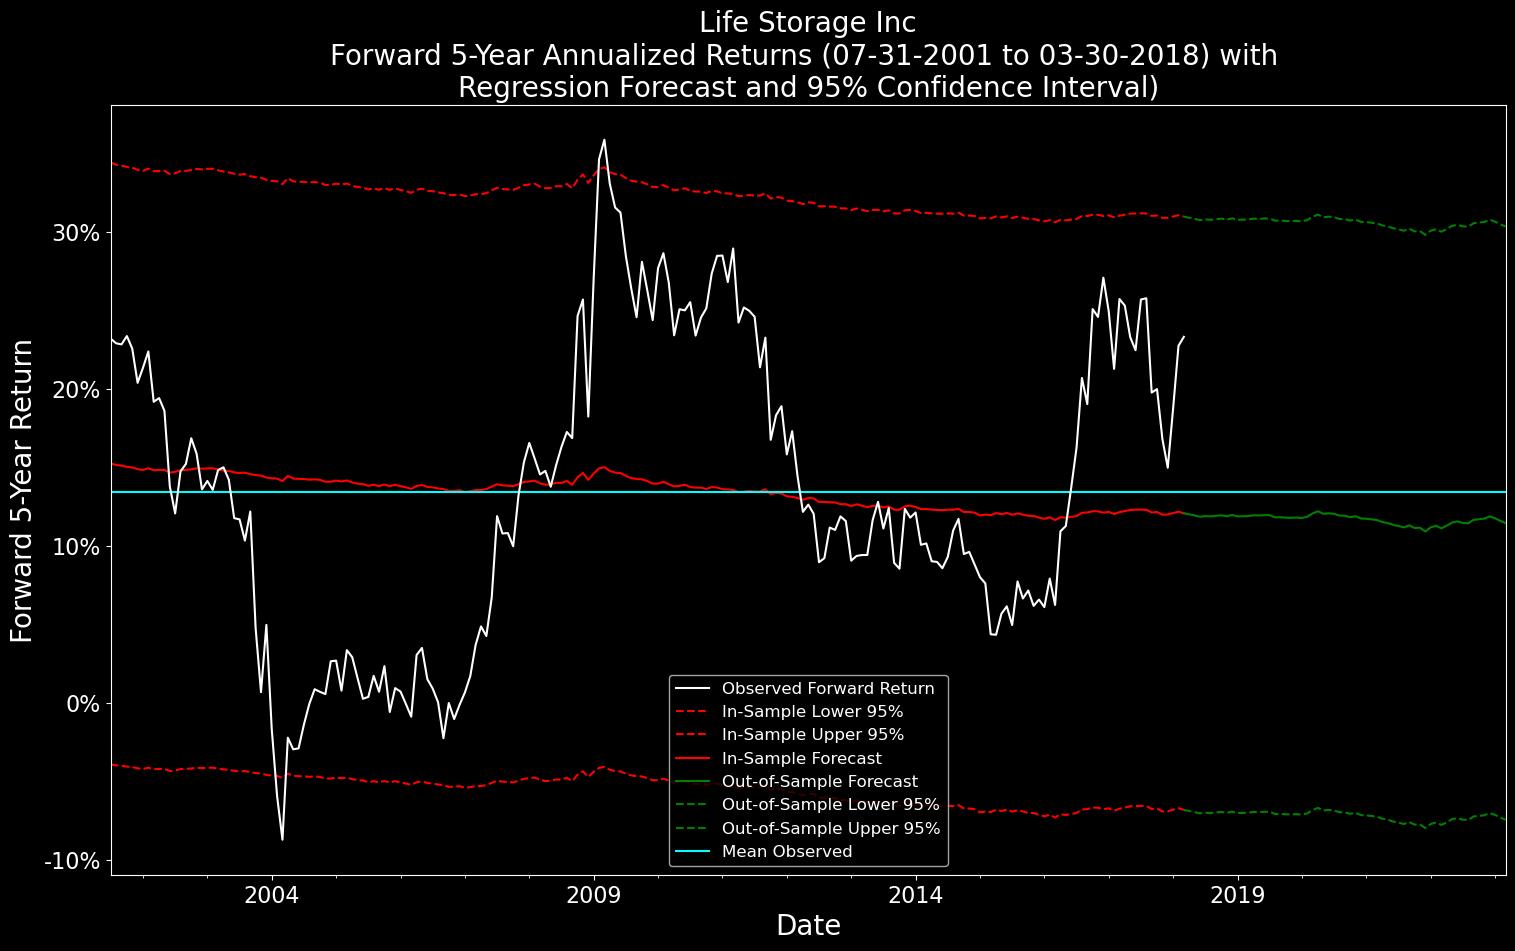 Life Storage Inc
Forward 5-Year Annualized Returns (07-31-2001 to 03-30-2018) with
Regression Forecast and 95% Confidence Interval)
Forward 5-Year Return
30%
20%
10%
0%
-10%
Observed Forward Return
In-Sample Lower 95%
In-Sample Upper 95%
In-Sample Forecast
Out-of-Sample Forecast
Out-of-Sample Lower 95%
Out-of-Sample Upper 95%
Mean Observed
2004
2009
2014
2019
Date